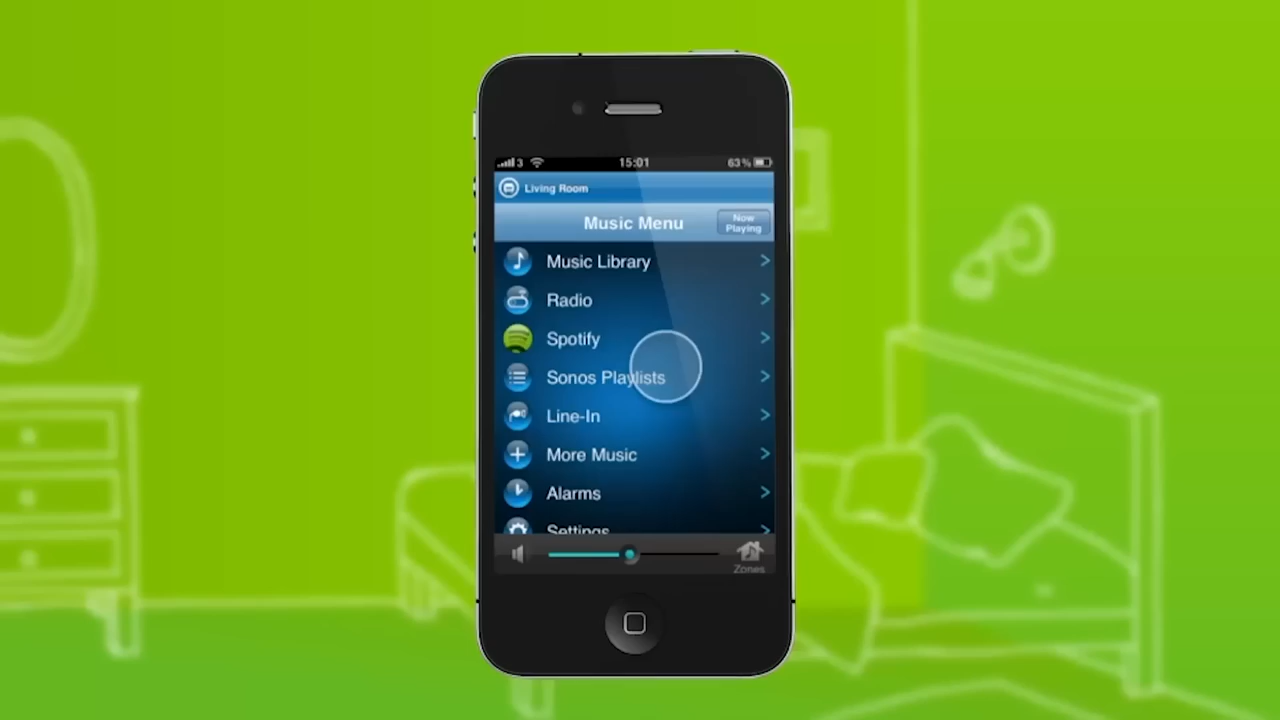 3 15:01 63%
Living Room
Music Menu
Now
Playing
Music Library
Radio
Spotify
Sonos Playlists
Line-In
More Music
Alarms
Settings
Zones